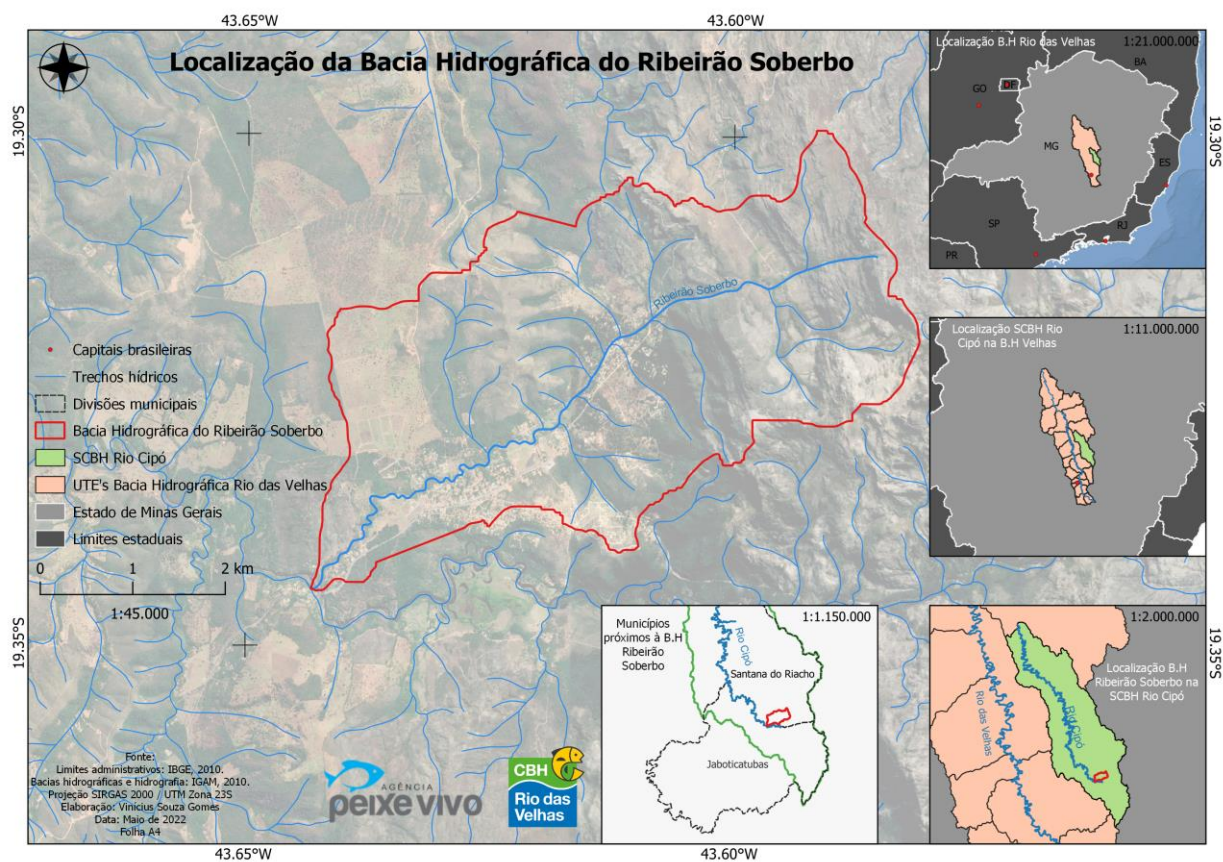 43.65°W
43.60°W
Localização da Bacia Hidrográfica do Ribeirão Soberbo
19.30°S
19.30°S
Localização B.H Rio das Velhas
1:21.000.000
BA
GO
DF
MG
ES
SP
RJ
PR
Ribeirão Soberbo
Localização SCBH Rio
Cipó na B.H Velhas
1:11.000.000
Capitais brasileiras
Trechos hídricos
Divisões municipais
Bacia Hidrográfica do Ribeirão Soberbo
SCBH Rio Cipó
UTE's Bacia Hidrográfica Rio das Velhas
Estado de Minas Gerais
Limites estaduais
0 1 2 km
1:45.000
19.35°S
19.35°S
Municípios
próximos à B.H
Ribeirão
Soberbo
1:1.150.000
Rio Cipó
Santana do Riacho
Jaboticatubas
1:2.000.000
Localização B.H
Ribeirão Soberbo na
SCBH Rio Cipó
Rio das Velhas
Rio Cipó
Fonte:
Limites administrativos: IBGE, 2010.
Bacias hidrográficas e hidrografia: IGAM, 2010.
Projeção SIRGAS 2000 / UTM Zona 23S
Elaboração: Vinícius Souza Gomes
Data: Maio de 2022
Folha A4
AGÊNCIA
peixe vivo
CBH
Rio das
Velhas
43.65°W
43.60°W